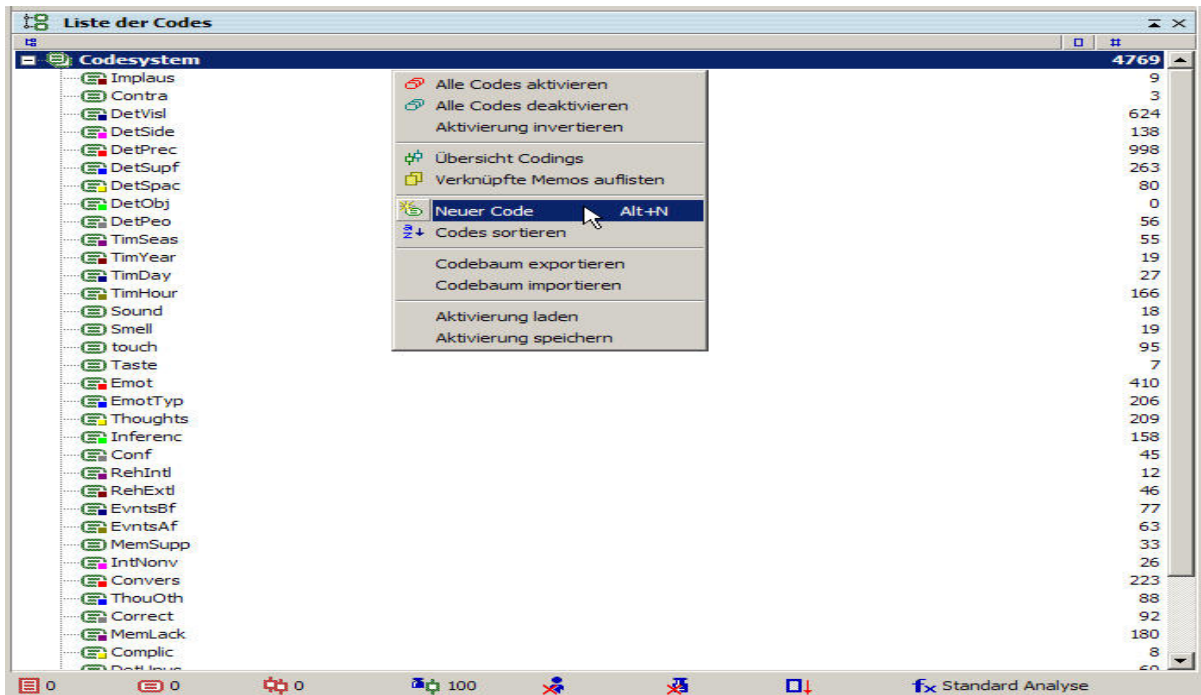 Liste der Codes
#
Codesystem 4769
Implaus 9
Contra 3
DetVisl 624
DetSide 138
DetPrec 998
DetSupf 263
DetSpac 80
DetObj 0
DetPeo 56
TimSeas 55
TimYear 19
TimDay 27
TimHour 166
Sound 18
Smell 19
touch 95
Taste 7
Emot 410
EmotTyp 206
Thoughts 209
Inferenc 158
Conf 45
RehIntl 12
RehExtl 46
EvntsBf 77
EvntsAf 63
MemSupp 33
IntNonv 26
Convers 223
ThouOth 88
Correct 92
MemLack 180
Complic 8
Alle Codes aktivieren
Alle Codes deaktivieren
Aktivierung invertieren
Übersicht Codings
Verknüpfte Memos auflisten
Neuer Code Alt+N
Codes sortieren
Codebaum exportieren
Codebaum importieren
Aktivierung laden
Aktivierung speichern
0 0 0 100 fx Standard Analyse